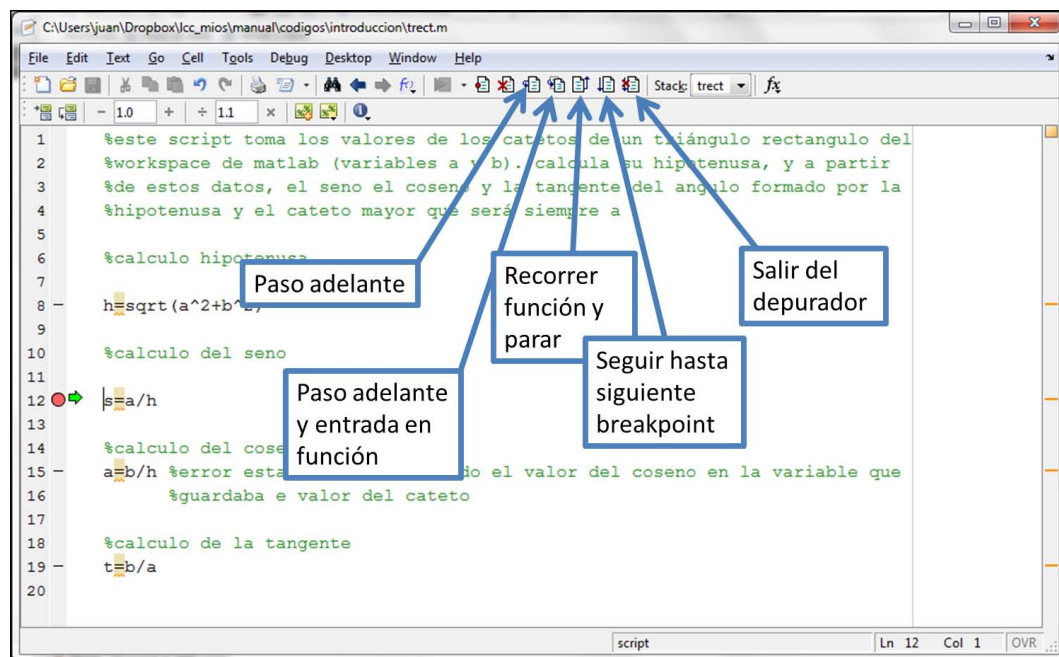 C:\Users\juan\Dropbox\lcc_mios\manual\codigos\introduccion\trect.m
File Edit Text Go Cell Tools Debug Desktop Window Help
Stack: trect fx
- 1.0 + ÷ 1.1 ×
1 %este script toma los valores de los catetos de un triángulo rectangulo del
2 %workspace de matlab (variables a y b). calcula su hipotenusa, y a partir
3 %de estos datos, el seno el coseno y la tangente del angulo formado por la
4 %hipotenusa y el cateto mayor que será siempre a
5
6 %calculo hipotenusa
7
8 - h=sqrt(a^2+b^2)
9
10 %calculo del seno
11
12 s=a/h
13
14 %calculo del cose
15 - a=b/h %error esta do el valor del coseno en la variable que
16 %guardaba e valor del cateto
17
18 %calculo de la tangente
19 - t=b/a
20
Paso adelante
Recorrer
función y
parar
Salir del
depurador
Paso adelante
y entrada en
función
Seguir hasta
siguiente
breakpoint
script Ln 12 Col 1 OVR